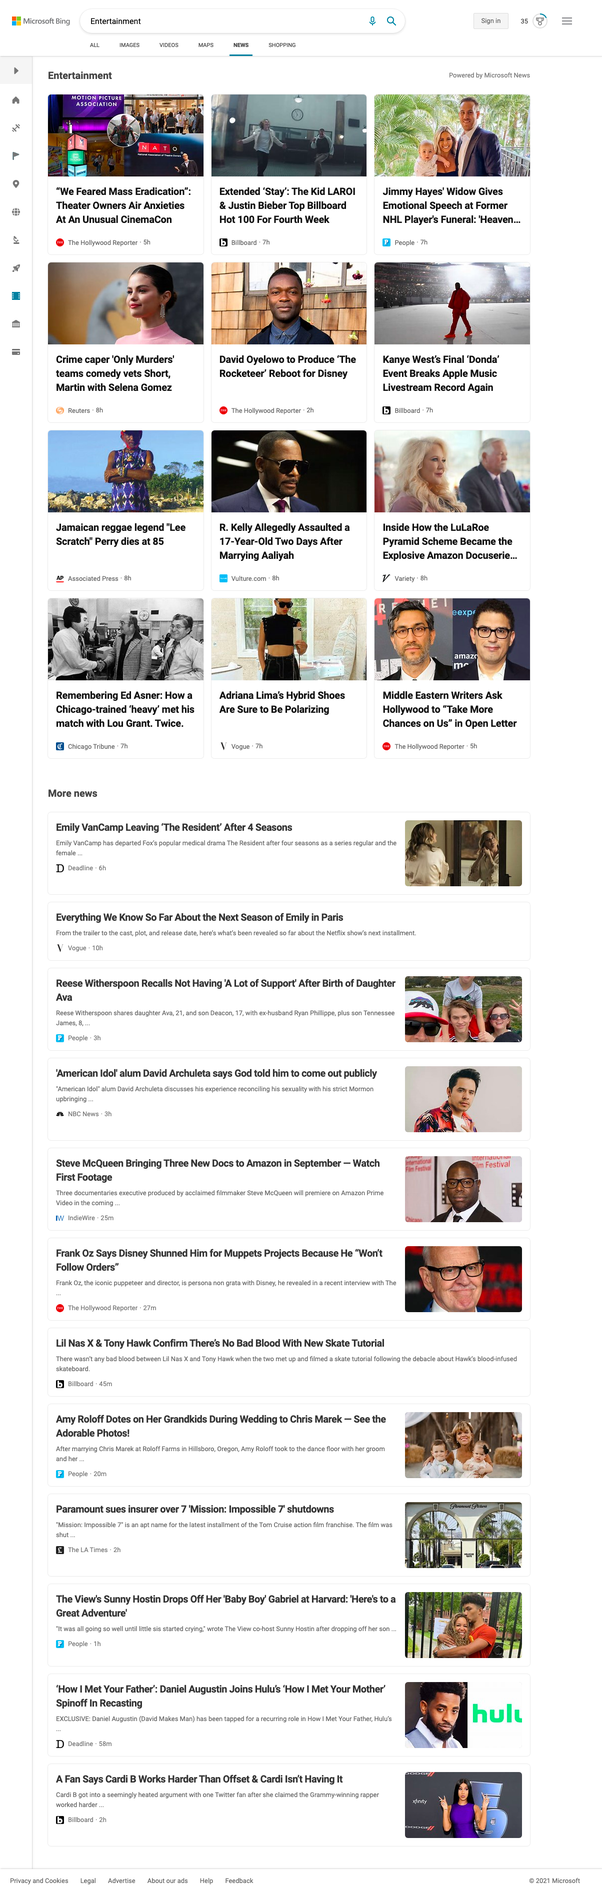 Microsoft Bing
Entertainment
Sign in
35
ALL
IMAGES
VIDEOS
MAPS
NEWS
SHOPPING
Entertainment
Powered by Microsoft News
MOTION PICTURE
ASSOCIATION
NATO
"We Feared Mass Eradication":
Theater Owners Air Anxieties
At An Unusual CinemaCon
The Hollywood Reporter · 5h
Extended 'Stay': The Kid LAROI
& Justin Bieber Top Billboard
Hot 100 For Fourth Week
Billboard · 7h
Jimmy Hayes' Widow Gives
Emotional Speech at Former
NHL Player's Funeral: 'Heaven...
People · 7h
Crime caper 'Only Murders'
teams comedy vets Short,
Martin with Selena Gomez
Reuters · 8h
David Oyelowo to Produce 'The
Rocketeer' Reboot for Disney
The Hollywood Reporter · 2h
Kanye West's Final 'Donda'
Event Breaks Apple Music
Livestream Record Again
Billboard · 7h
Jamaican reggae legend "Lee
Scratch" Perry dies at 85
AP
Associated Press · 8h
R. Kelly Allegedly Assaulted a
17-Year-Old Two Days After
Marrying Aaliyah
Vulture.com · 8h
Inside How the LuLaRoe
Pyramid Scheme Became the
Explosive Amazon Docuserie...
Variety · 8h
Remembering Ed Asner: How a
Chicago-trained 'heavy' met his
match with Lou Grant. Twice.
Chicago Tribune · 7h
Adriana Lima's Hybrid Shoes
Are Sure to Be Polarizing
Vogue · 7h
Middle Eastern Writers Ask
Hollywood to "Take More
Chances on Us" in Open Letter
The Hollywood Reporter · 5h
More news
Emily VanCamp Leaving 'The Resident' After 4 Seasons
Emily VanCamp has departed Fox's popular medical drama The Resident after four seasons as a series regular and the
female ...
Deadline · 6h
Everything We Know So Far About the Next Season of Emily in Paris
From the trailer to the cast, plot, and release date, here's what's been revealed so far about the Netflix show's next installment.
Vogue · 10h
Reese Witherspoon Recalls Not Having 'A Lot of Support' After Birth of Daughter
Ava
Reese Witherspoon shares daughter Ava, 21, and son Deacon, 17, with ex-husband Ryan Phillippe, plus son Tennessee
James, 8, ...
People · 3h
'American Idol' alum David Archuleta says God told him to come out publicly
"American Idol" alum David Archuleta discusses his experience reconciling his sexuality with his strict Mormon
upbringing ...
NBC News · 3h
Steve McQueen Bringing Three New Docs to Amazon in September — Watch
First Footage
Three documentaries executive produced by acclaimed filmmaker Steve McQueen will premiere on Amazon Prime
Video in the coming ...
IW
IndieWire · 25m
Frank Oz Says Disney Shunned Him for Muppets Projects Because He "Won't
Follow Orders"
Frank Oz, the iconic puppeteer and director, is persona non grata with Disney, he revealed in a recent interview with The
...
The Hollywood Reporter · 27m
Lil Nas X & Tony Hawk Confirm There's No Bad Blood With New Skate Tutorial
There wasn't any bad blood between Lil Nas X and Tony Hawk when the two met up and filmed a skate tutorial following the debacle about Hawk's blood-infused
skateboard.
Billboard · 45m
Amy Roloff Dotes on Her Grandkids During Wedding to Chris Marek — See the
Adorable Photos!
After marrying Chris Marek at Roloff Farms in Hillsboro, Oregon, Amy Roloff took to the dance floor with her groom
and her ...
People · 20m
Paramount sues insurer over 7 'Mission: Impossible 7' shutdowns
"Mission: Impossible 7" is an apt name for the latest installment of the Tom Cruise action film franchise. The film was
shut ...
The LA Times · 2h
The View's Sunny Hostin Drops Off Her 'Baby Boy' Gabriel at Harvard: 'Here's to a
Great Adventure'
"It was all going so well until little sis started crying," wrote The View co-host Sunny Hostin after dropping off her son ...
People · 1h
'How I Met Your Father': Daniel Augustin Joins Hulu's 'How I Met Your Mother'
Spinoff In Recasting
EXCLUSIVE: Daniel Augustin (David Makes Man) has been tapped for a recurring role in How I Met Your Father, Hulu's
...
Deadline · 58m
hulu
A Fan Says Cardi B Works Harder Than Offset & Cardi Isn't Having It
Cardi B got into a seemingly heated argument with one Twitter fan after she claimed the Grammy-winning rapper
worked harder ...
Billboard · 2h
xfinity
Privacy and Cookies
Legal
Advertise
About our ads
Help
Feedback
© 2021 Microsoft